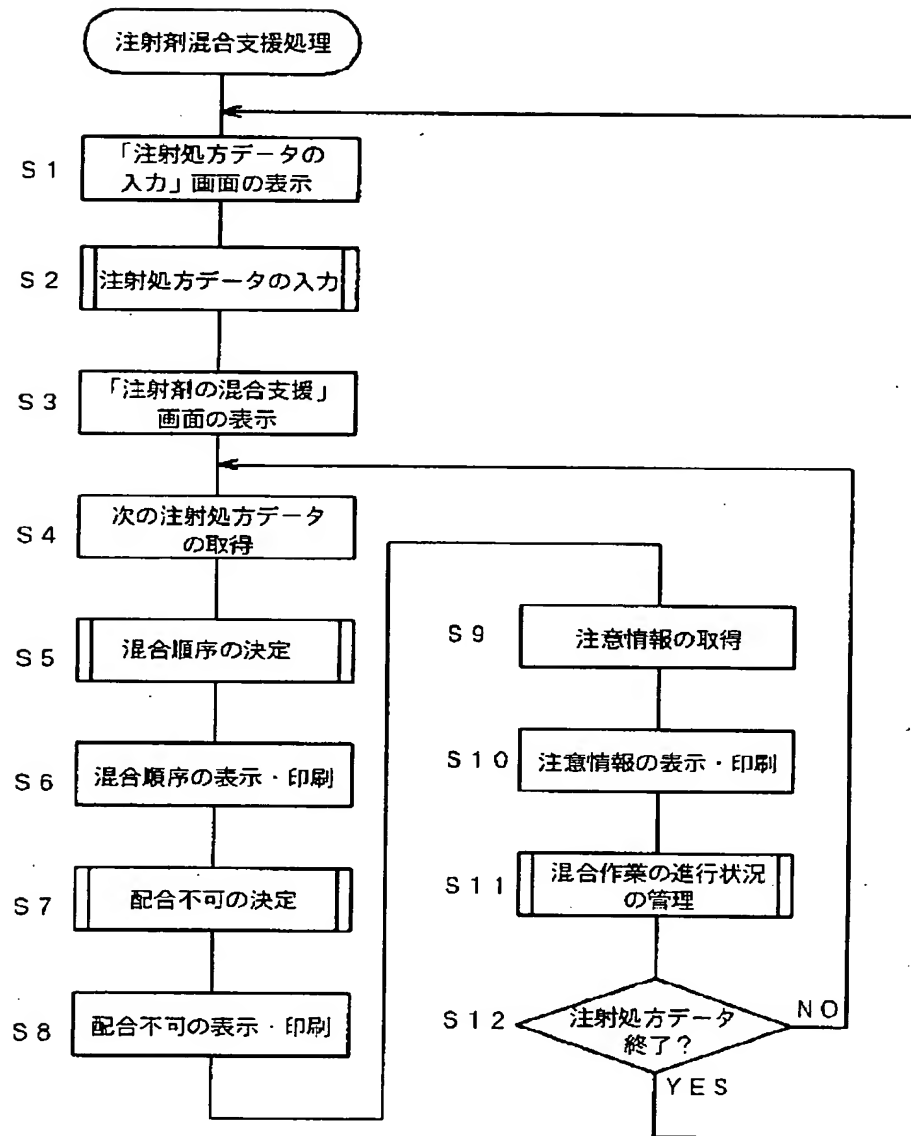 注射剤混合支援処理
S1
「注射処方データの
入力」画面の表示
S2
注射処方データの入力
S3
「注射剤の混合支援」
画面の表示
S4
次の注射処方データ
の取得
S5
混合順序の決定
S6
混合順序の表示・印刷
S7
配合不可の決定
S8
配合不可の表示・印刷
S9
注意情報の取得
S10
注意情報の表示・印刷
S11
混合作業の進行状況
の管理
S12
注射処方データ
終了?
NO
YES